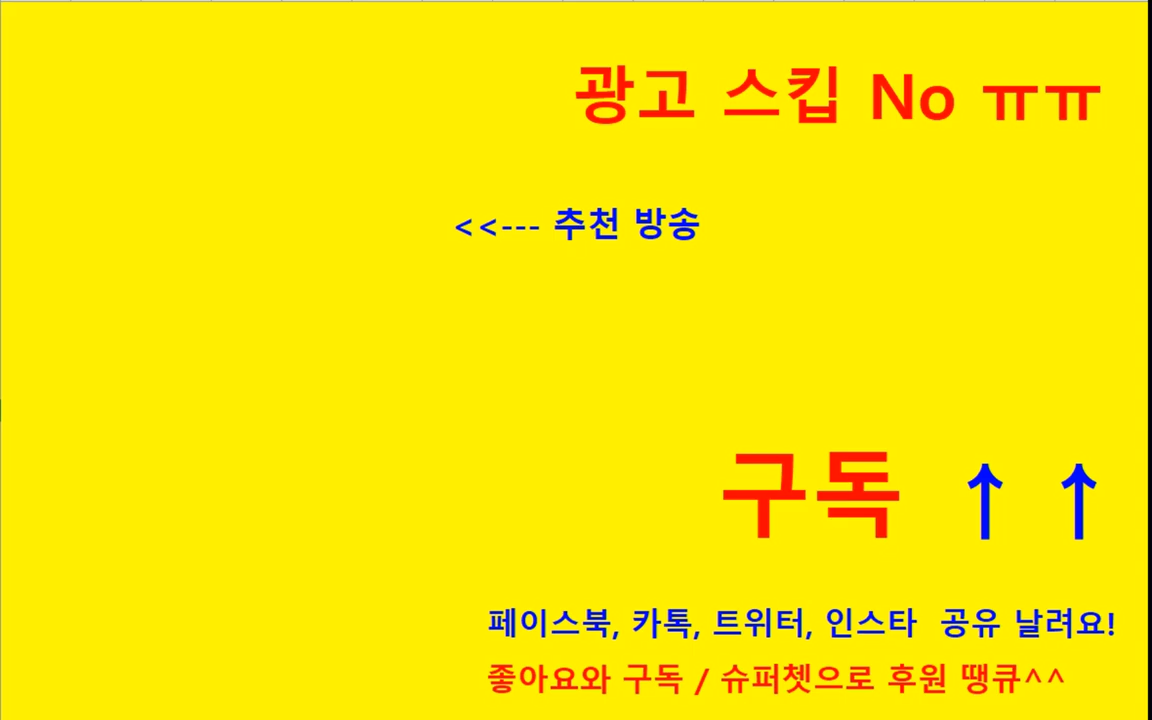 광고 스킵 No ㅠㅠ
<<--- 추천 방송
구독 ↑ ↑
페이스북, 카톡, 트위터, 인스타 공유 날려요!
좋아요와 구독 / 슈퍼쳇으로 후원 땡큐^^